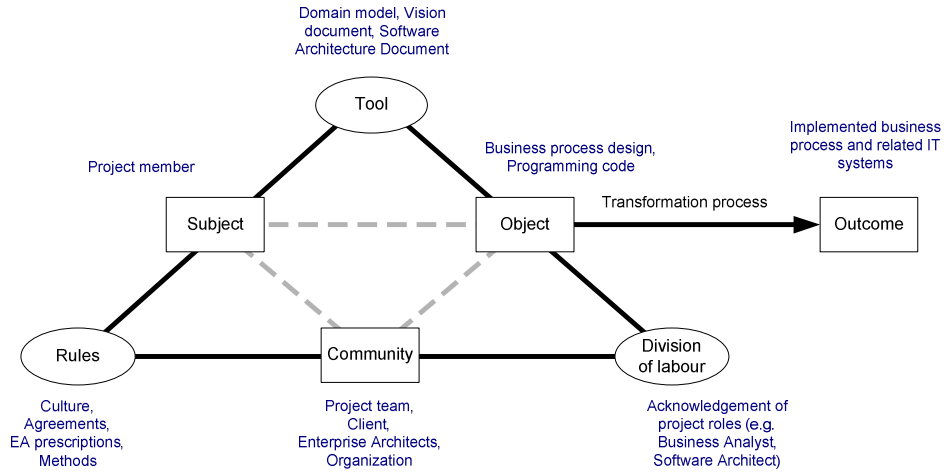 Domain model, Vision
document, Software
Architecture Document
Tool
Project member
Business process design,
Programming code
Implemented business
process and related IT
systems
Subject
Object
Transformation process
Outcome
Rules
Community
Division
of labour
Culture,
Agreements,
EA prescriptions,
Methods
Project team,
Client,
Enterprise Architects,
Organization
Acknowledgement of
project roles (e.g.
Business Analyst,
Software Architect)